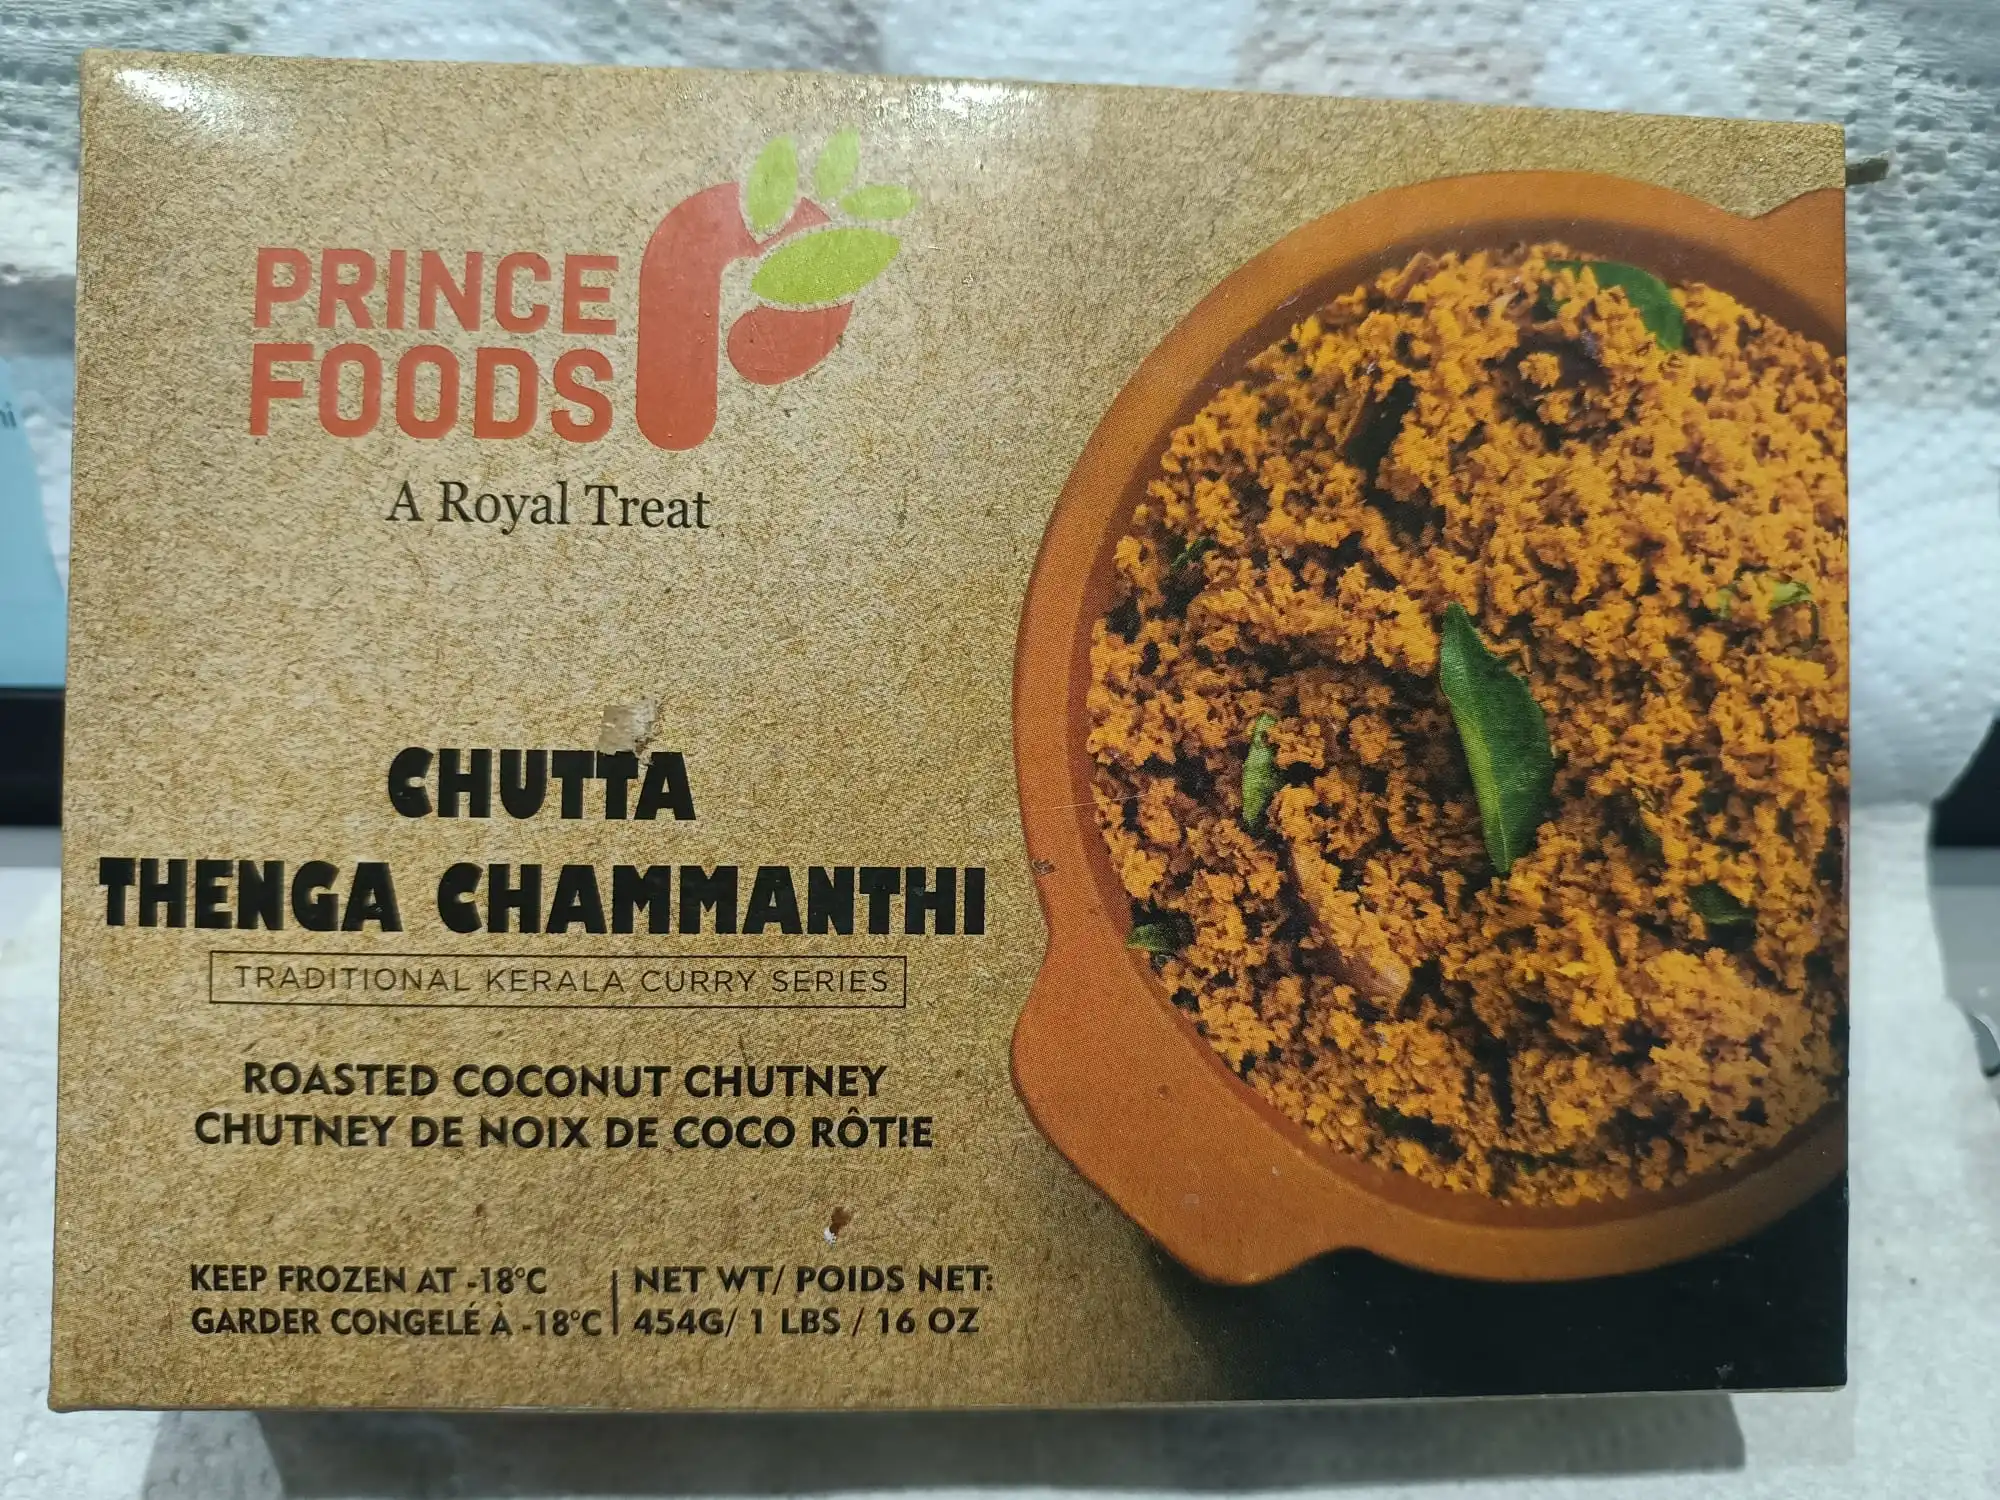 PRINCE
FOODS
A Royal Treat
CHUTTA
THENGA CHAMMANTHI
TRADITIONAL KERALA CURRY SERIES
ROASTED COCONUT CHUTNEY
CHUTNEY DE NOIX DE COCO RÔTIE
KEEP FROZEN AT -18°C
GARDER CONGELÉ À -18°C
NET WT/ POIDS NET:
454G/ 1 LBS / 16 OZ